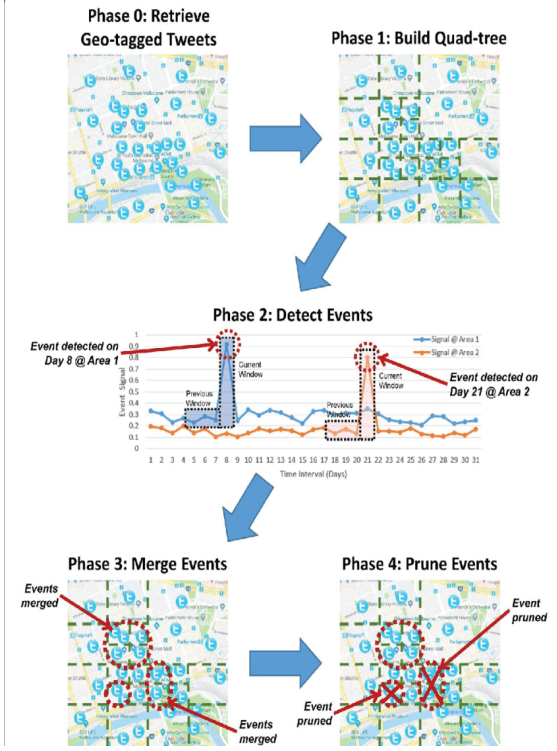 Phase 0: Retrieve
Geo-tagged Tweets
Phase 1: Build Quad-tree
Phase 2: Detect Events
Event detected on
Day 8 @ Area 1
Event Signal
1
0.9
0.8
0.7
0.6
0.5
0.4
0.3
0.2
0.1
0
Previous
Window
Current
Window
Signal @ Area 1
Signal @ Area 2
Previous
Window
Current
Window
Event detected on
Day 21 @ Area 2
1 2 3 4 5 6 7 8 9 10 11 12 13 14 15 16 17 18 19 20 21 22 23 24 25 26 27 28 29 30 31
Time Interval (Days)
Phase 3: Merge Events
Events
merged
Events
merged
Phase 4: Prune Events
Event
pruned
Event
pruned